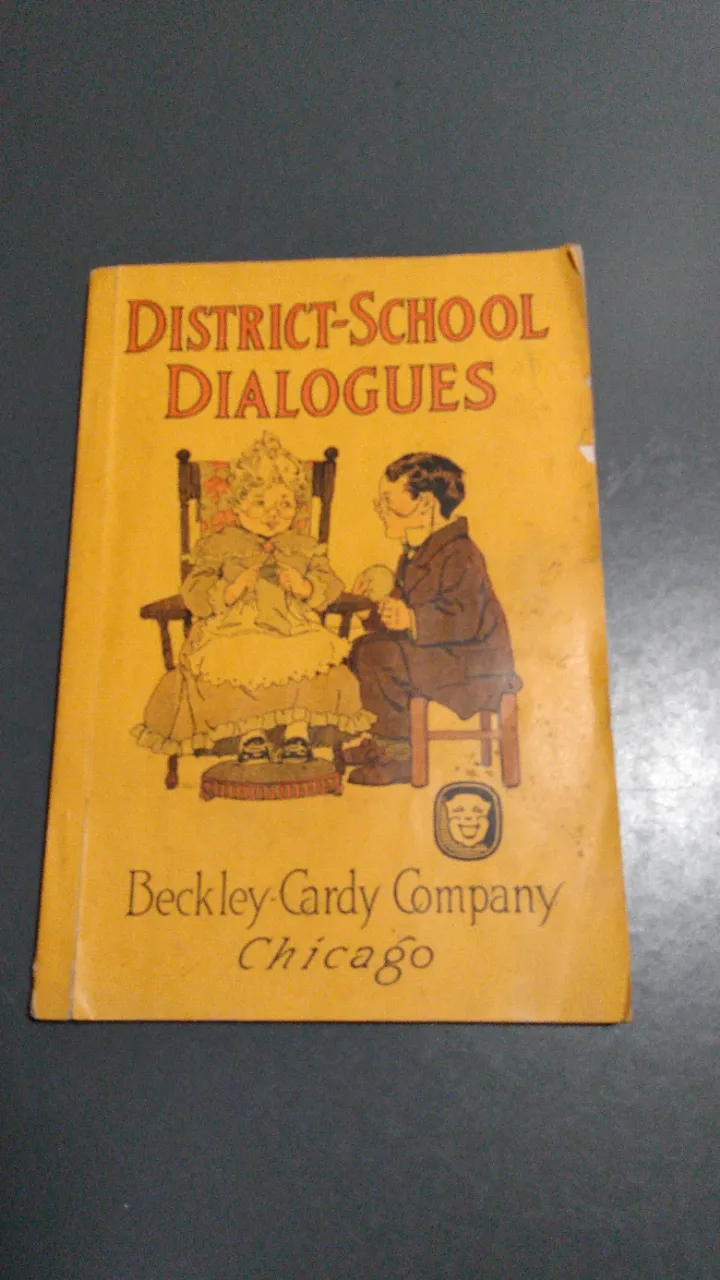 DISTRICT-SCHOOL
DIALOGUES
Beckley-Cardy Company
Chicago